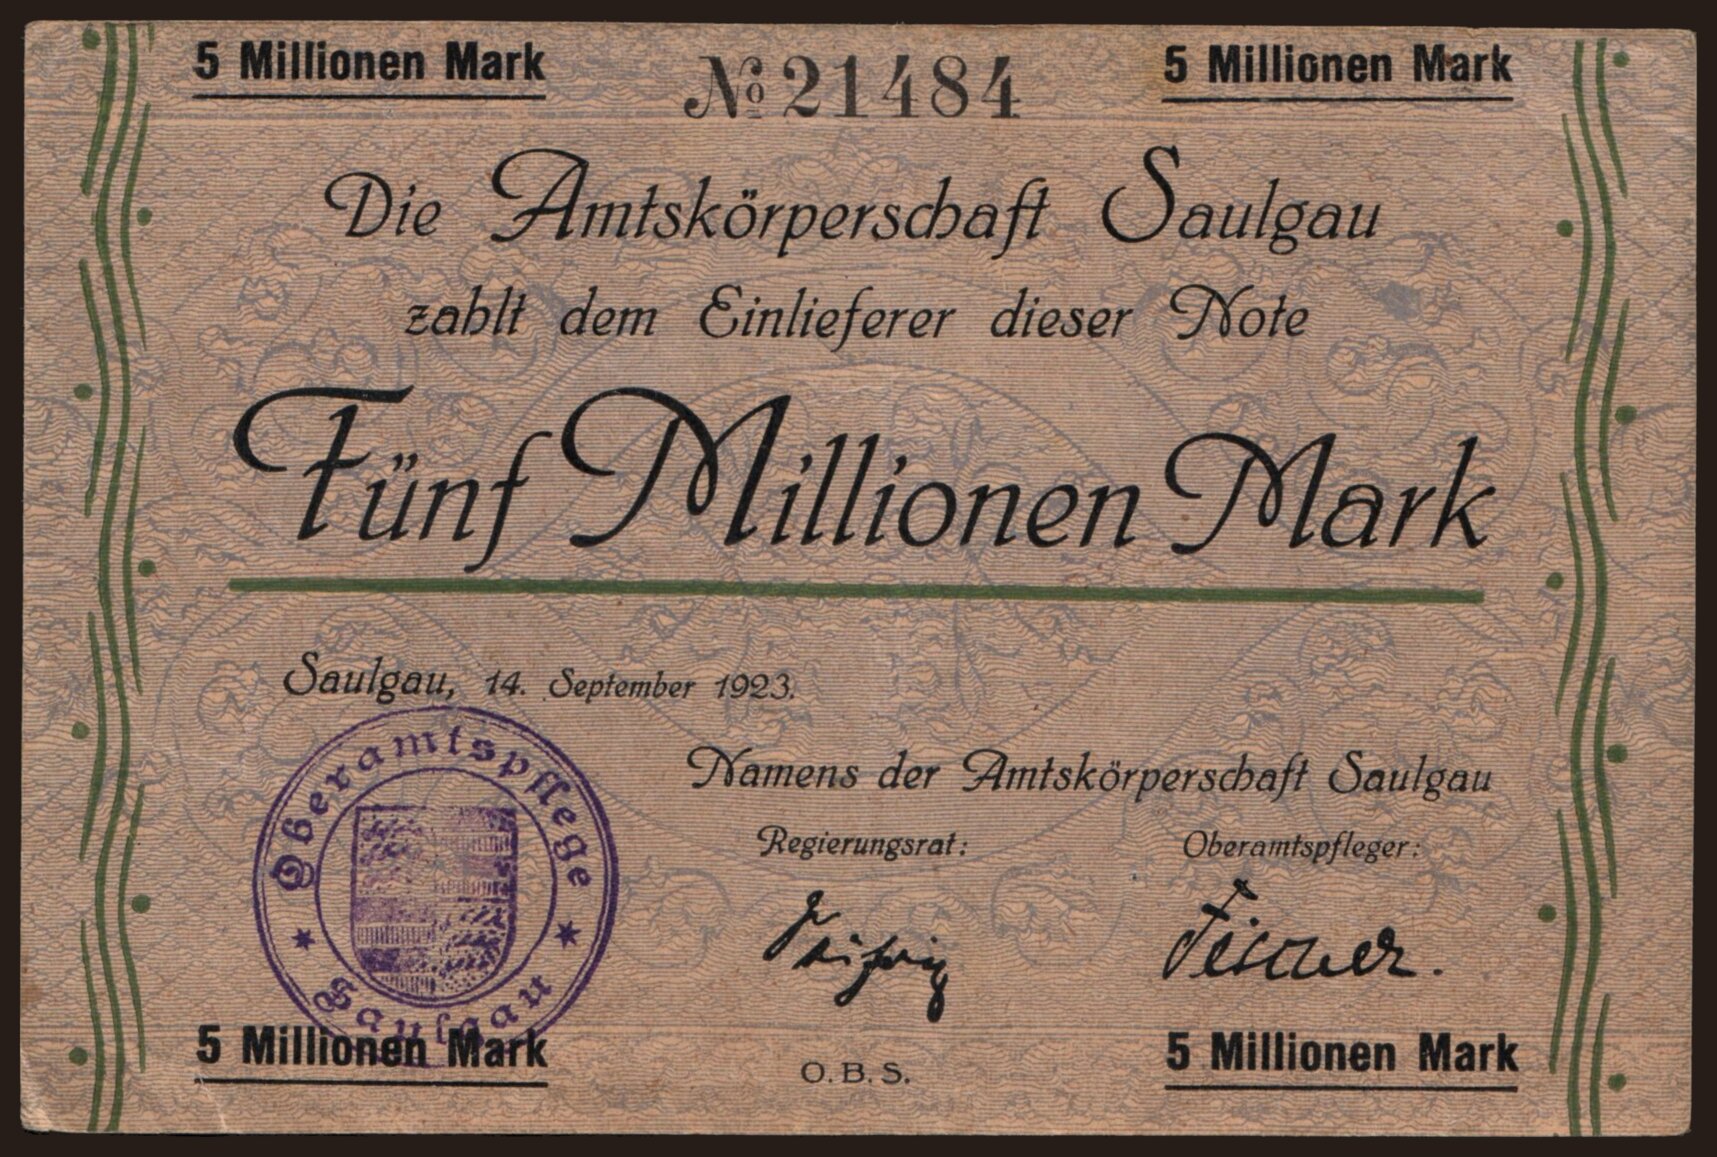 5 Millionen Mark
№ 21484
5 Millionen Mark
Die Amtskörperschaft Saulgau
zahlt dem Einlieferer dieser Note
Fünf Millionen Mark
Saulgau, 14. September 1923.
Oberamtspflege
Saulgau
Namens der Amtskörperschaft Saulgau
Regierungsrat:
Oberamtspfleger:
Fischer.
5 Millionen Mark
O.B.S.
5 Millionen Mark